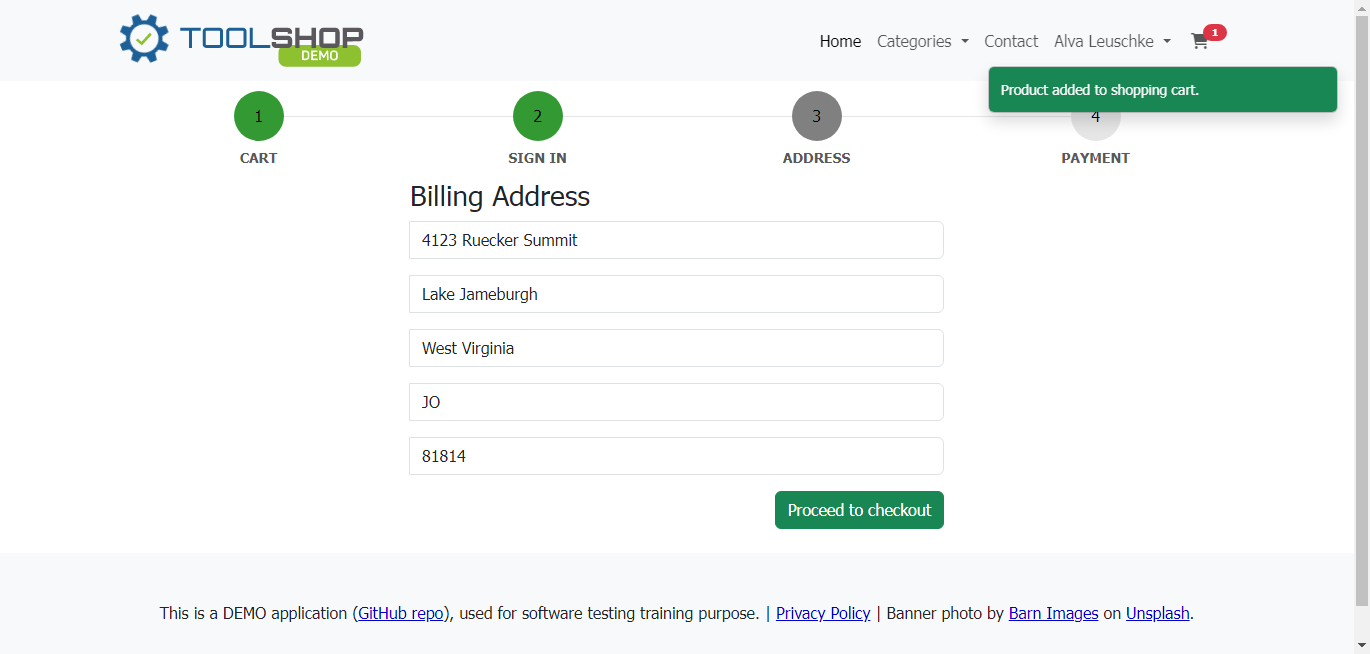 TOOLSHOP
DEMO
Home Categories Contact Alva Leuschke 1
Product added to shopping cart.
1 2 3 4
CART SIGN IN ADDRESS PAYMENT
Billing Address
4123 Ruecker Summit
Lake Jameburgh
West Virginia
JO
81814
Proceed to checkout
This is a DEMO application (GitHub repo), used for software testing training purpose. | Privacy Policy | Banner photo by Barn Images on Unsplash.